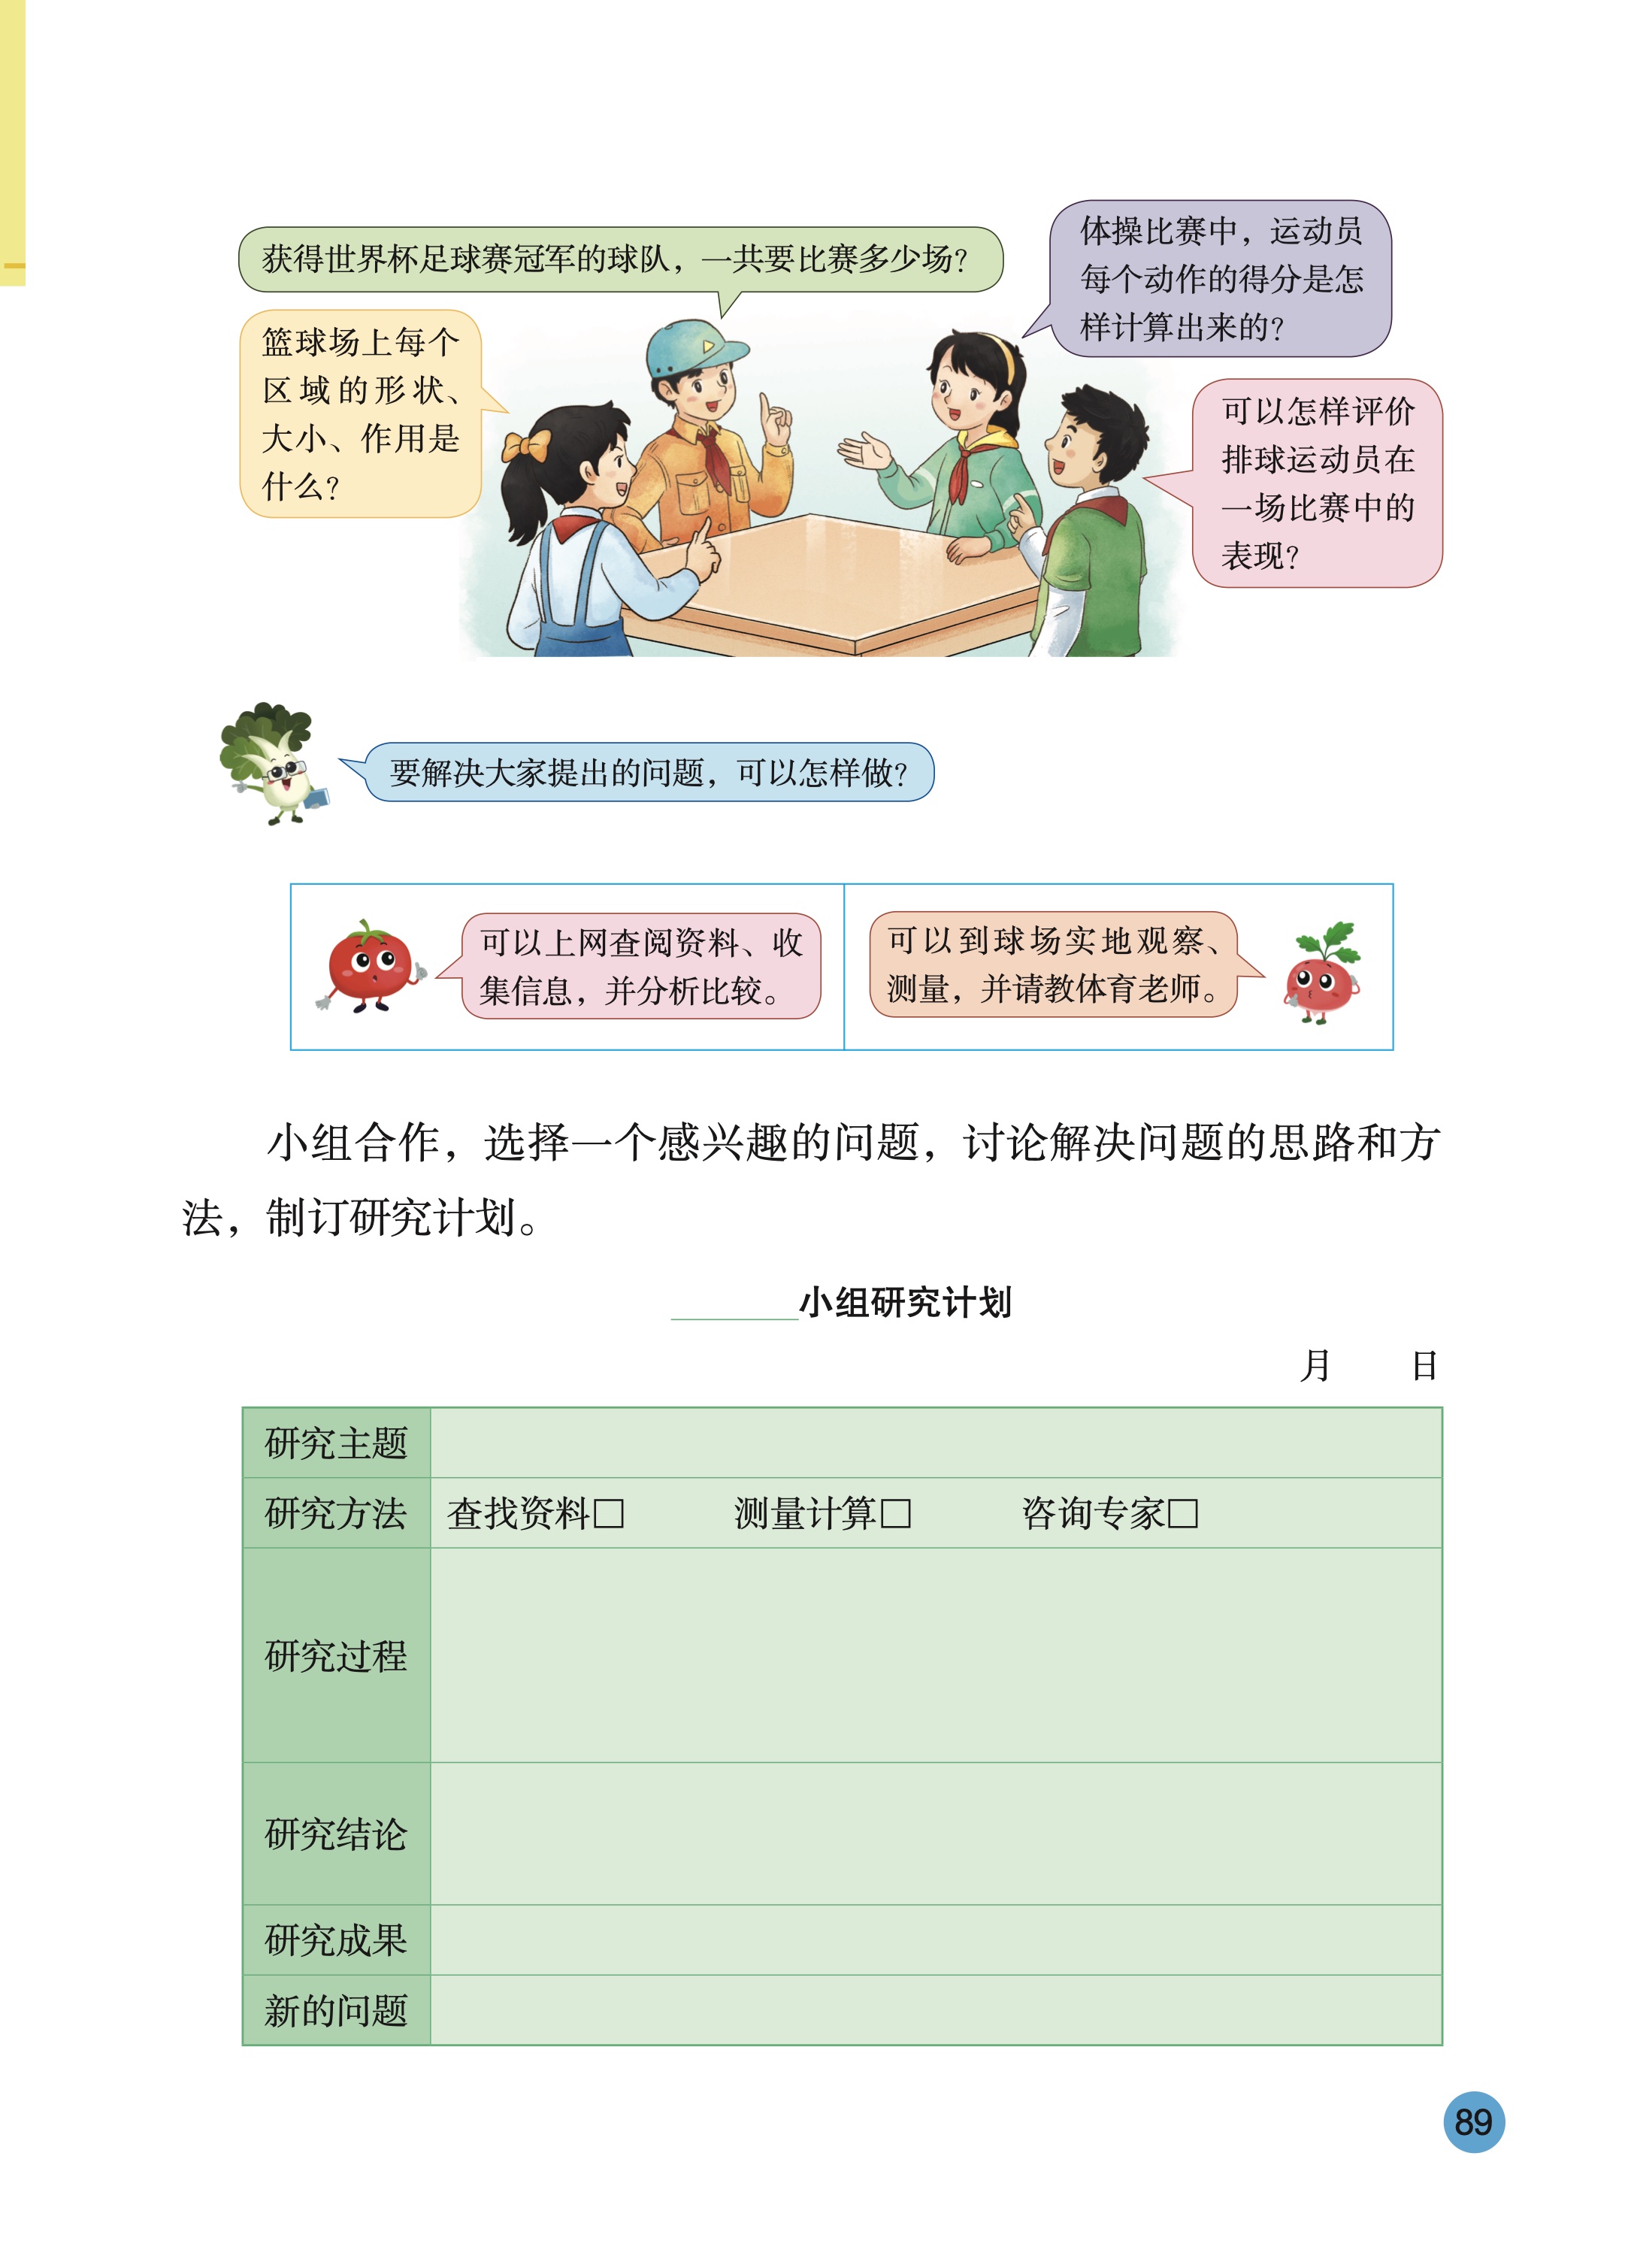 获得世界杯足球赛冠军的球队，一共要比赛多少场？
体操比赛中，运动员
每个动作的得分是怎
样计算出来的？
篮球场上每个
区域的形状、
大小、作用是
什么？
可以怎样评价
排球运动员在
一场比赛中的
表现？
要解决大家提出的问题，可以怎样做？
可以上网查阅资料、收
集信息，并分析比较。
可以到球场实地观察、
测量，并请教体育老师。
小组合作，选择一个感兴趣的问题，讨论解决问题的思路和方
法，制订研究计划。
______小组研究计划
月 日
研究主题
研究方法 查找资料□ 测量计算□ 咨询专家□
研究过程
研究结论
研究成果
新的问题
89